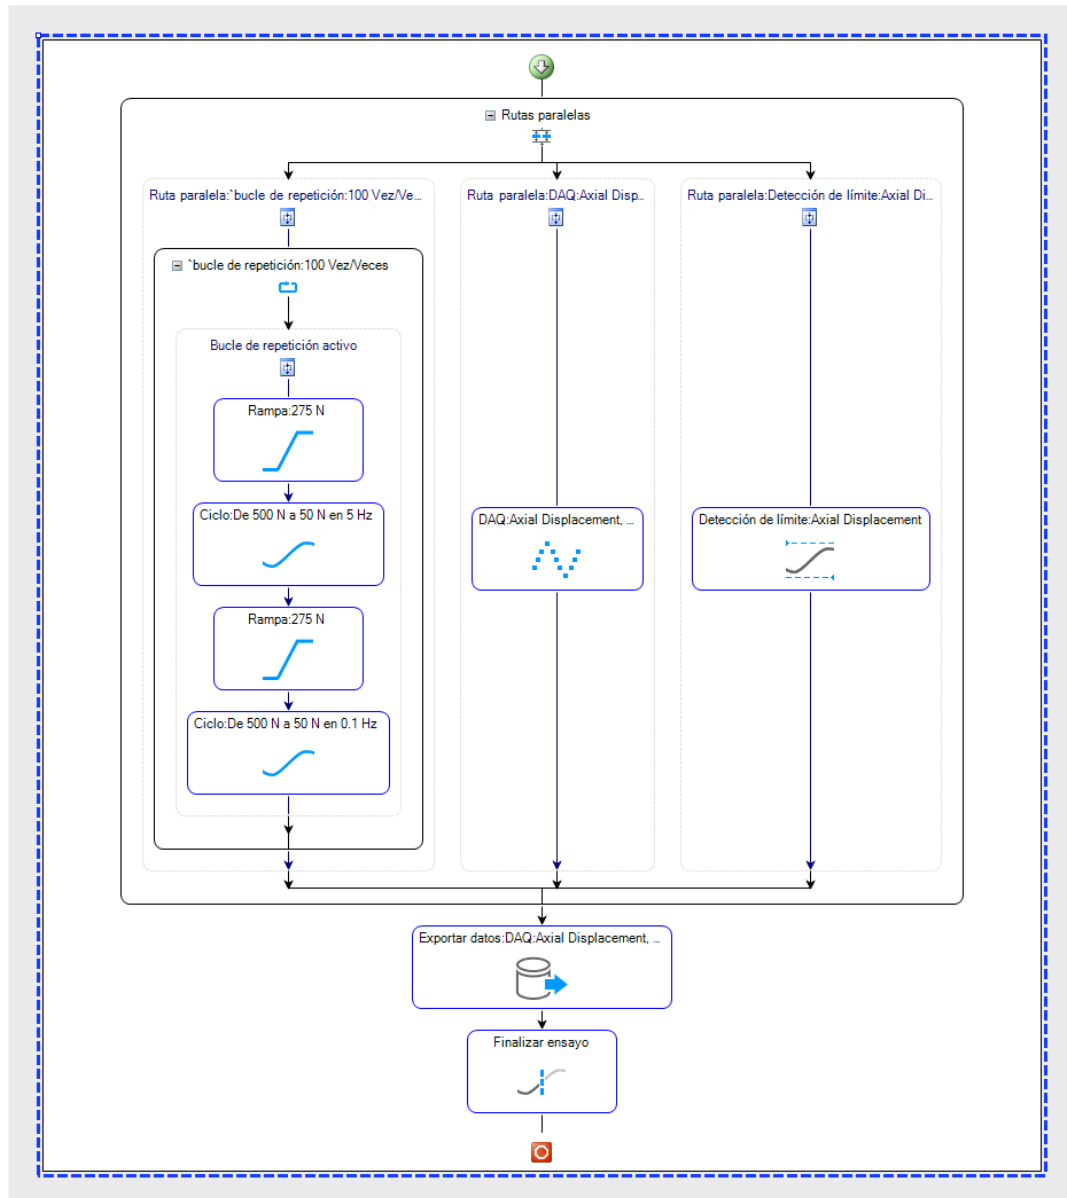 Rutas paralelas
Ruta paralela:`bucle de repetición:100 Vez/Ve...
Ruta paralela:DAQ:Axial Disp...
Ruta paralela:Detección de límite:Axial Di...
`bucle de repetición:100 Vez/Veces
Bucle de repetición activo
Rampa:275 N
Ciclo:De 500 N a 50 N en 5 Hz
DAQ:Axial Displacement, ...
Detección de límite:Axial Displacement
Rampa:275 N
Ciclo:De 500 N a 50 N en 0.1 Hz
Exportar datos:DAQ:Axial Displacement, ...
Finalizar ensayo